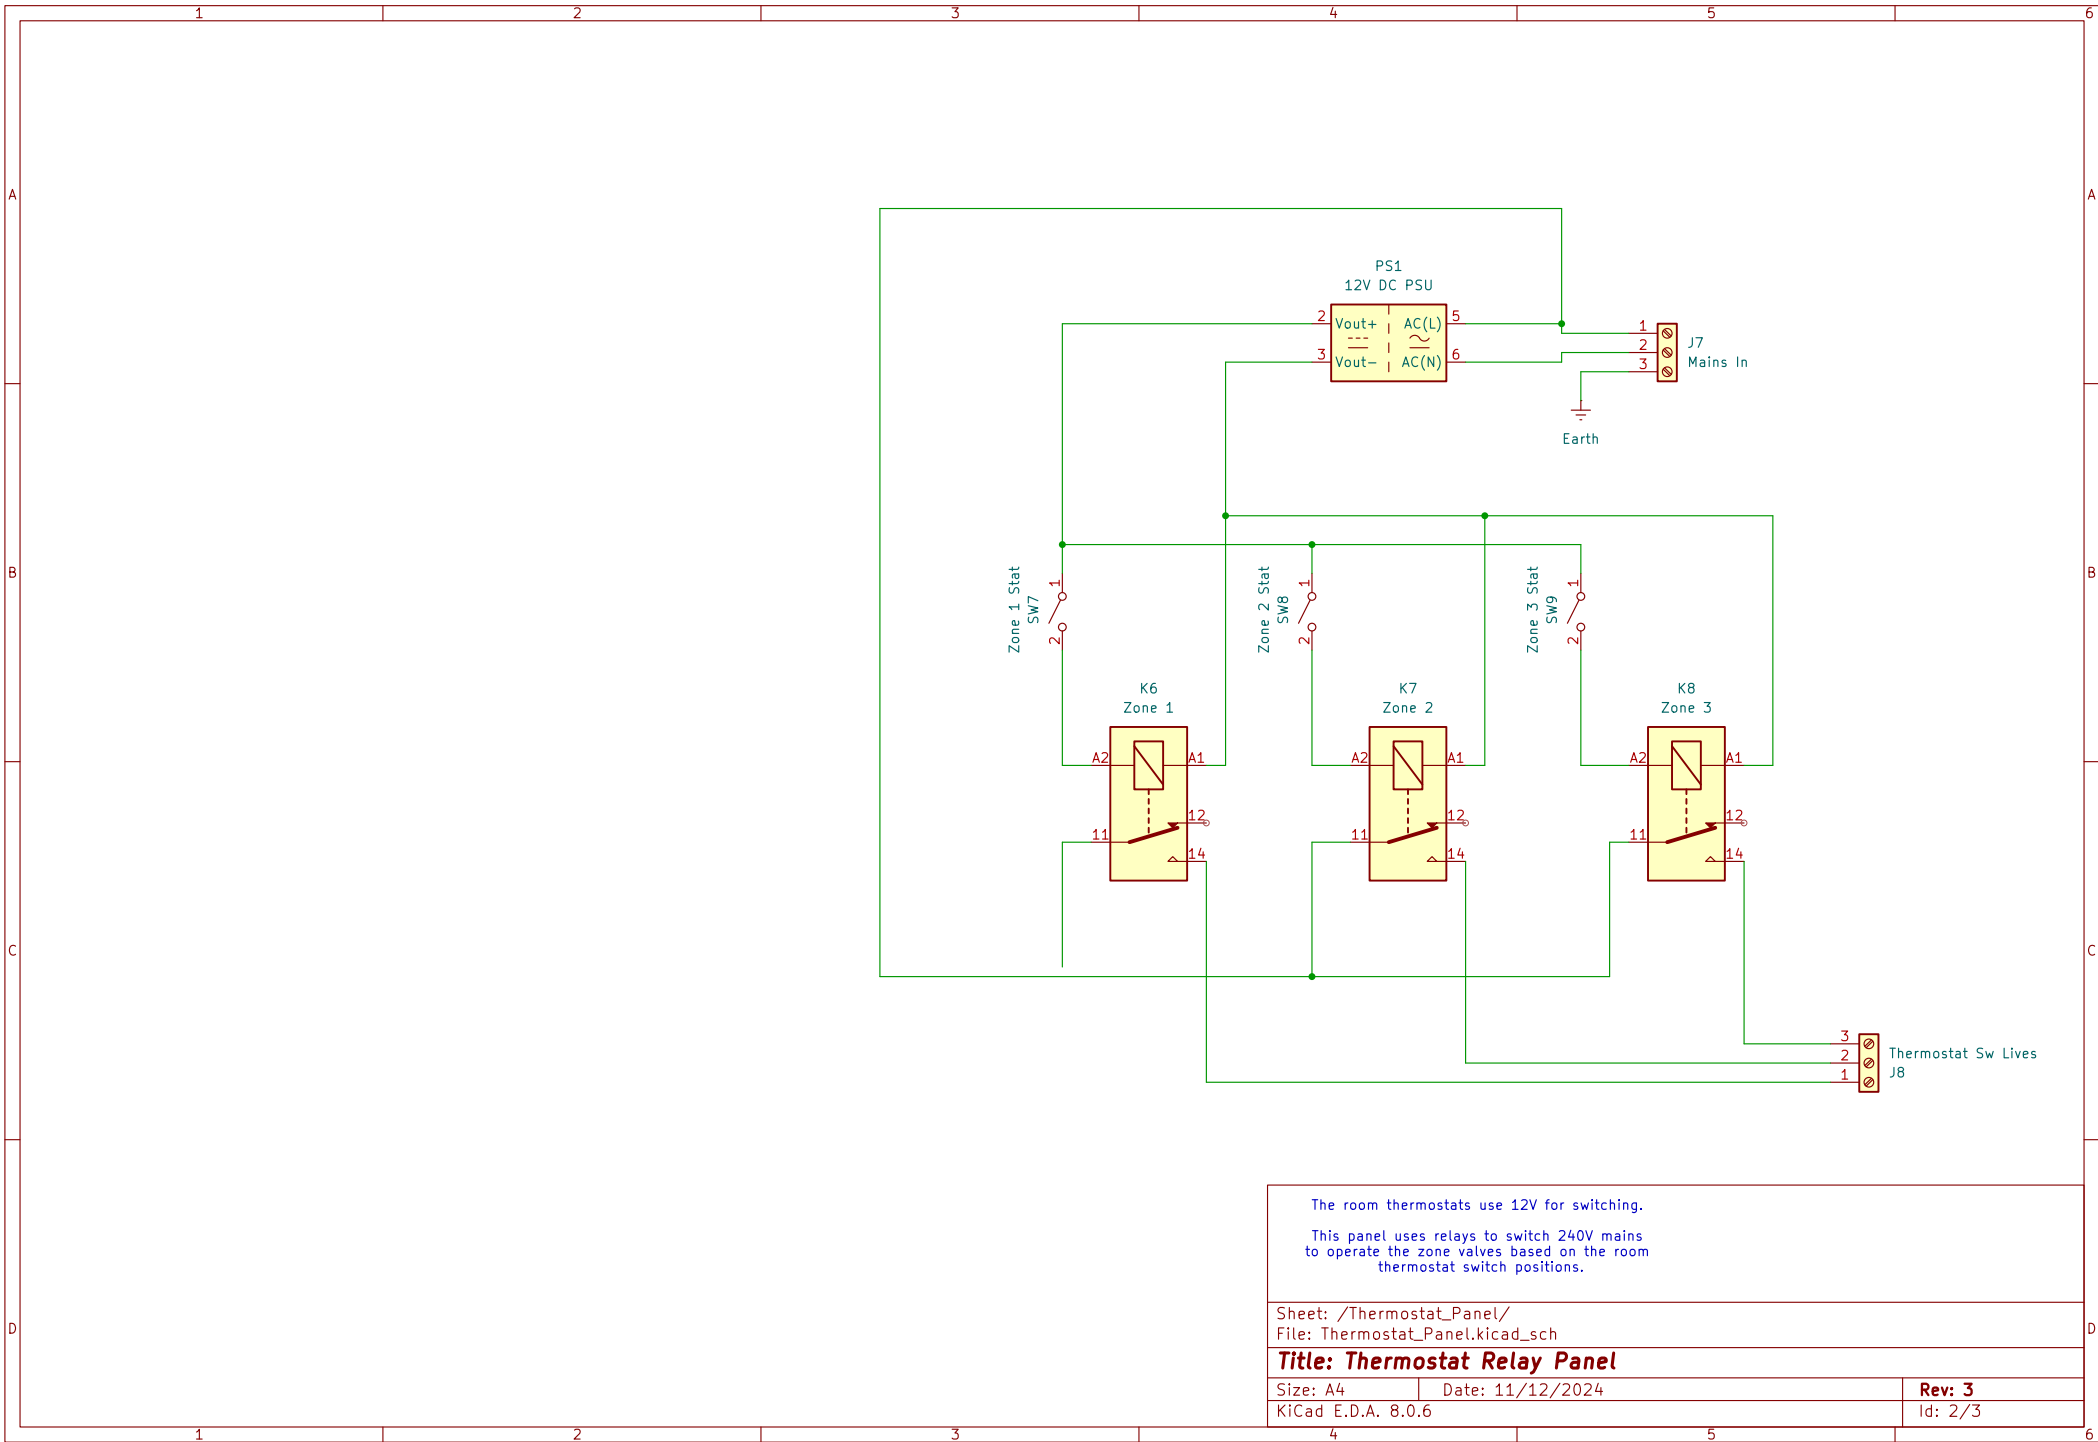 1 2 3 4 5 6
A A
PS1
12V DC PSU
2 Vout+ AC(L) 5
3 Vout- AC(N) 6
1
2
3
J7
Mains In
Earth
B B
Zone 1 Stat
SW7
1
2
Zone 2 Stat
SW8
1
2
Zone 3 Stat
SW9
1
2
K6
Zone 1
A2 A1
12
11
14
K7
Zone 2
A2 A1
12
11
14
K8
Zone 3
A2 A1
12
11
14
C C
3
2
1
Thermostat Sw Lives
J8
The room thermostats use 12V for switching.
This panel uses relays to switch 240V mains
to operate the zone valves based on the room
thermostat switch positions.
Sheet: /Thermostat_Panel/
File: Thermostat_Panel.kicad_sch
D D
Title: Thermostat Relay Panel
Size: A4 Date: 11/12/2024 Rev: 3
KiCad E.D.A. 8.0.6 Id: 2/3
1 2 3 4 5 6